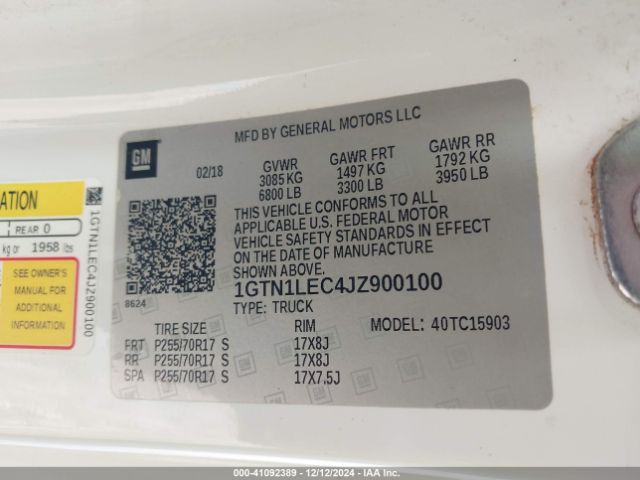 MFD BY GENERAL MOTORS LLC
GM
02/18
GVWR
3085 KG
6800 LB
GAWR FRT
1497 KG
3300 LB
GAWR RR
1792 KG
3950 LB
THIS VEHICLE CONFORMS TO ALL
APPLICABLE U.S. FEDERAL MOTOR
VEHICLE SAFETY STANDARDS IN EFFECT
ON THE DATE OF MANUFACTURE
SHOWN ABOVE.
1GTN1LEC4JZ900100
TYPE: TRUCK
8624
TIRE SIZE RIM MODEL: 40TC15903
FRT P255/70R17 S 17X8J
RR P255/70R17 S 17X8J
SPA P255/70R17 S 17X7.5J
REAR 0
kg or 1958 lbs
SEE OWNER'S
MANUAL FOR
ADDITIONAL
INFORMATION
1GTN1LEC4JZ900100
000-41092389 - 12/12/2024 - IAA Inc.